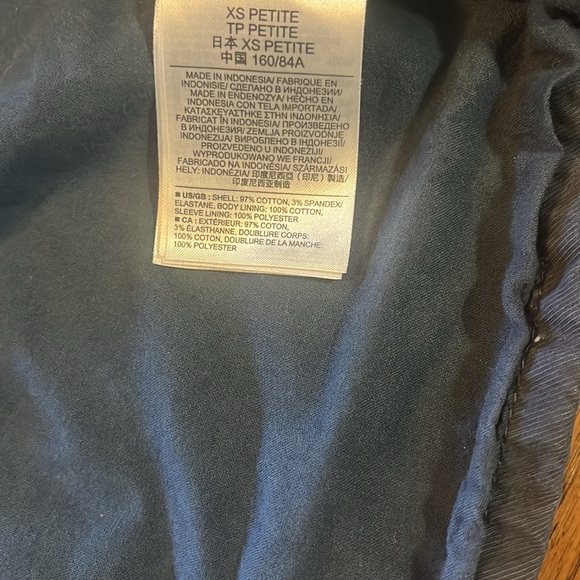 XS PETITE
TP PETITE
日本 XS PETITE
中国 160/84A
MADE IN INDONESIA/ FABRIQUE EN
INDONISIE/ СДЕЛАНО В ИНДОНЕЗИИ/
MADE IN ENDENOZYA/ HECHO EN
INDONESIA CON TELA IMPORTADA/
ΚΑΤΑΣΚΕΥΑΣΤΗΚΕ ΣΤΗΝ ΙΝΔΟΝΗΣΙΑ/
FABRICAT ÎN INDONESIA/ ПРОИЗВЕДЕНО
В ИНДОНЕЗИЯ/ ZEMLJA PROIZVODNJE
INDONEZIJA/ ВИРОБЛЕНО В ІНДОНЕЗІЇ/
PROIZVEDENO U INDONEZIJI/
WYPRODUKOWANO WE FRANCJI/
FABRICADO NA INDONÉSIA/ SZÁRMAZÁSI
HELY: INDONÉZIA/ 印度尼西亞（印尼）製造/
印度尼西亚制造
■ US/GB : SHELL: 97% COTTON, 3% SPANDEX/
ELASTANE, BODY LINING: 100% COTTON,
SLEEVE LINING: 100% POLYESTER
■ CA : EXTÉRIEUR: 97% COTON,
3% ÉLASTHANNE, DOUBLURE CORPS:
100% COTON, DOUBLURE DE LA MANCHE:
100% POLYESTER